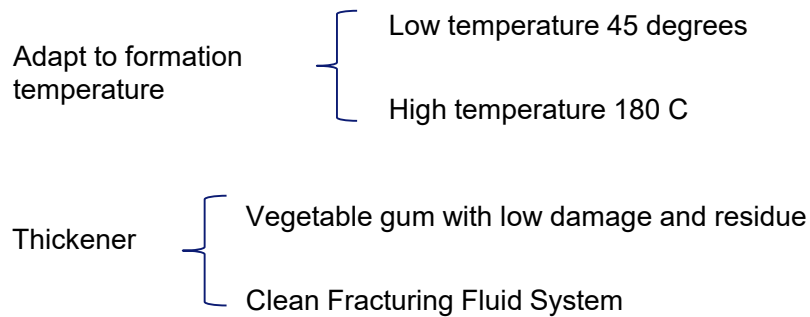 Low temperature 45 degrees
Adapt to formation
temperature
High temperature 180 C
Vegetable gum with low damage and residue
Thickener
Clean Fracturing Fluid System